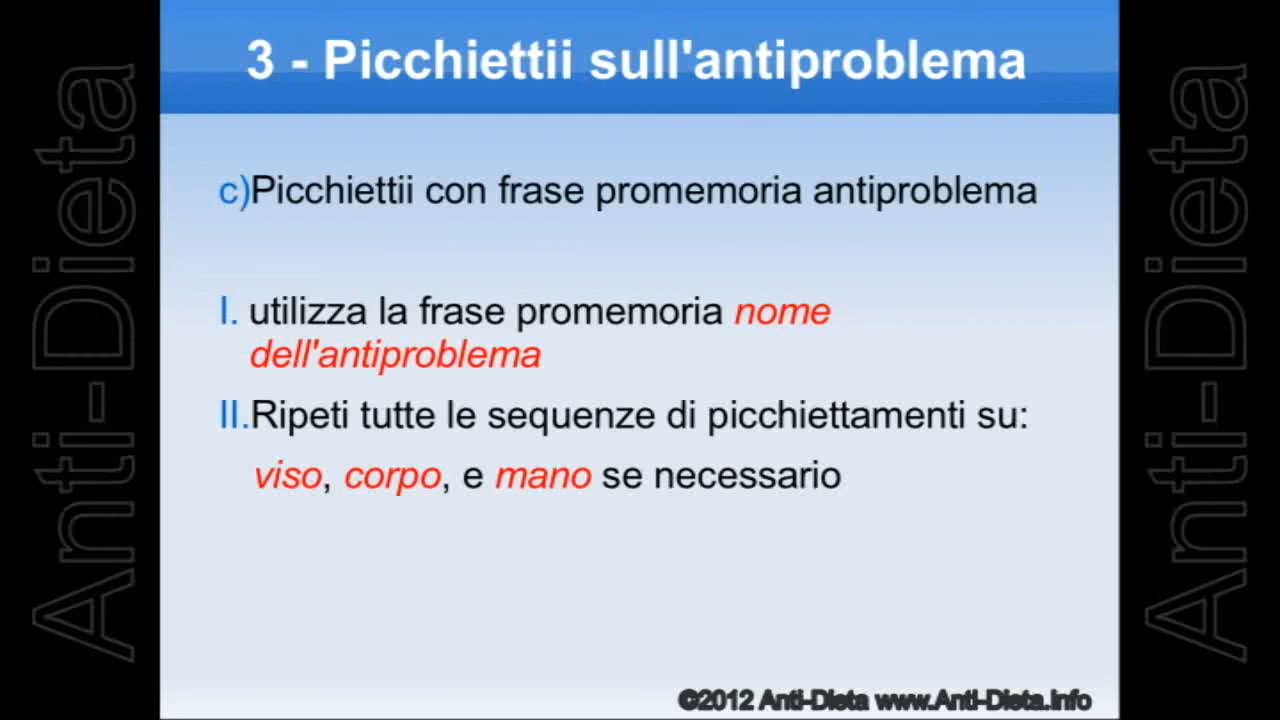 3 - Picchiettii sull'antiproblema
c)Picchiettii con frase promemoria antiproblema
I. utilizza la frase promemoria nome
dell'antiproblema
II.Ripeti tutte le sequenze di picchiettamenti su:
viso, corpo, e mano se necessario
©2012 Anti-Dieta www.Anti-Dieta.info
Anti-Dieta
Anti-Dieta